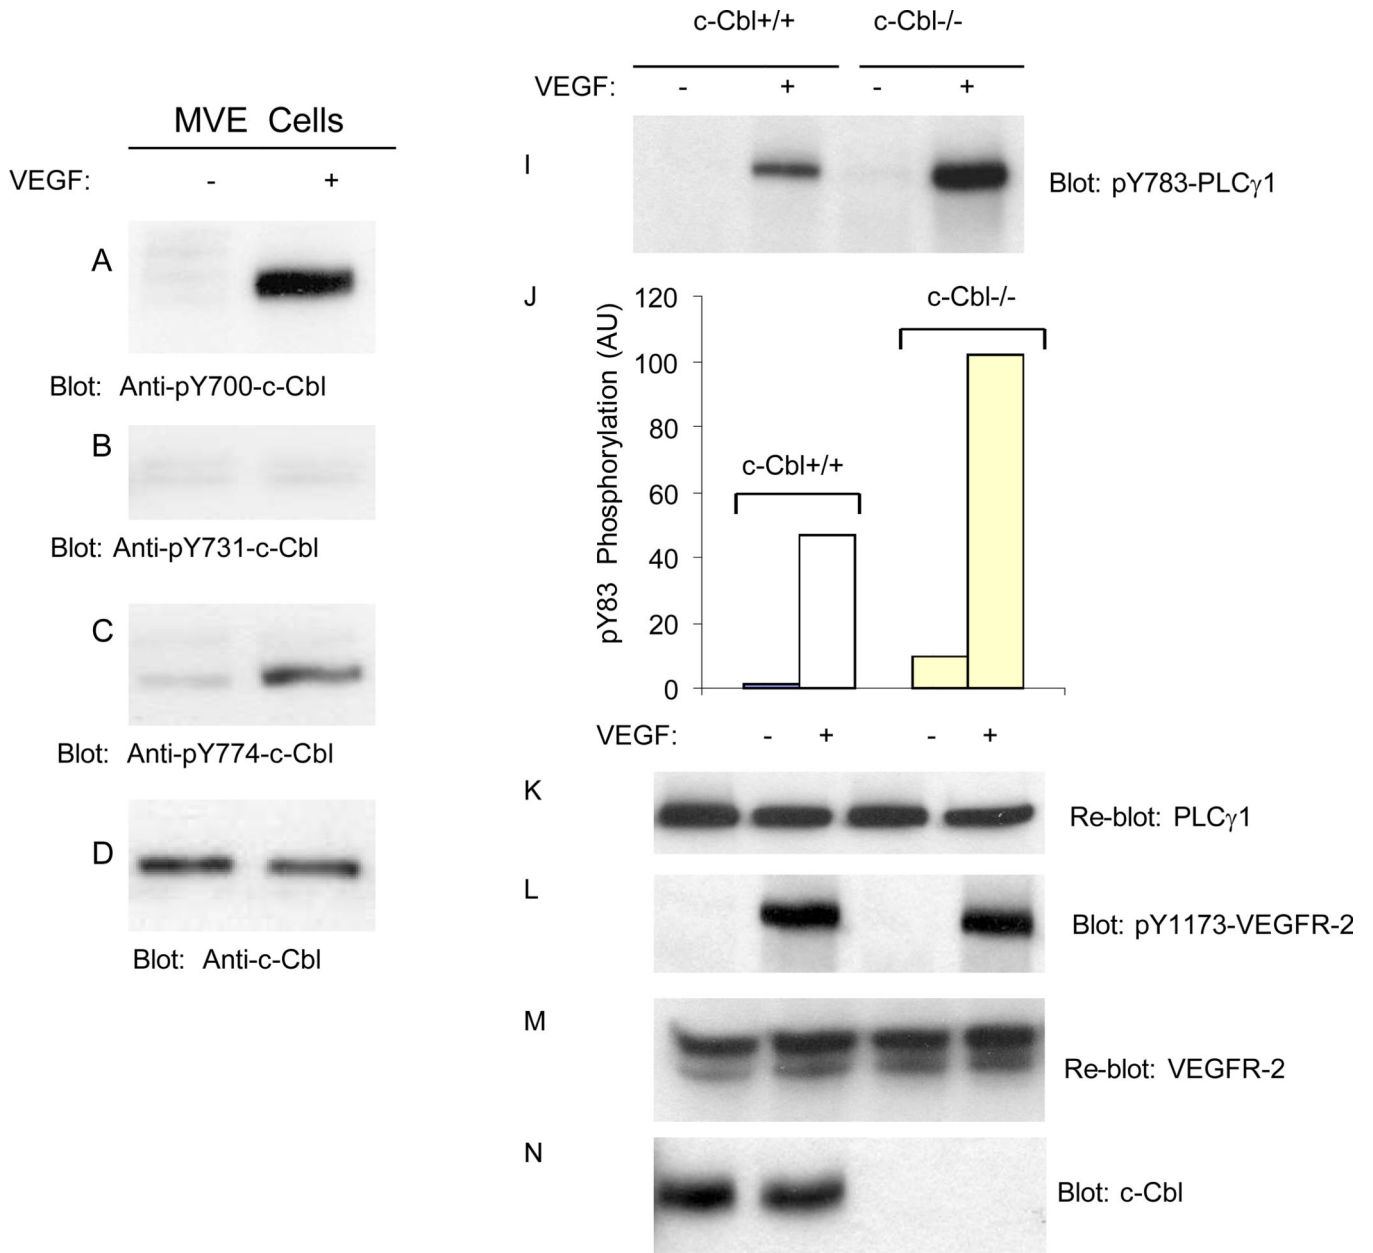 MVE Cells
VEGF: - +
A
Blot: Anti-pY700-c-Cbl
B
Blot: Anti-pY731-c-Cbl
C
Blot: Anti-pY774-c-Cbl
D
Blot: Anti-c-Cbl
c-Cbl+/+ c-Cbl-/-
VEGF: - + - +
I
Blot: pY783-PLCγ1
J
pY83 Phosphorylation (AU)
120
100
80
60
40
20
0
c-Cbl-/-
c-Cbl+/+
VEGF: - + - +
K
Re-blot: PLCγ1
L
Blot: pY1173-VEGFR-2
M
Re-blot: VEGFR-2
N
Blot: c-Cbl